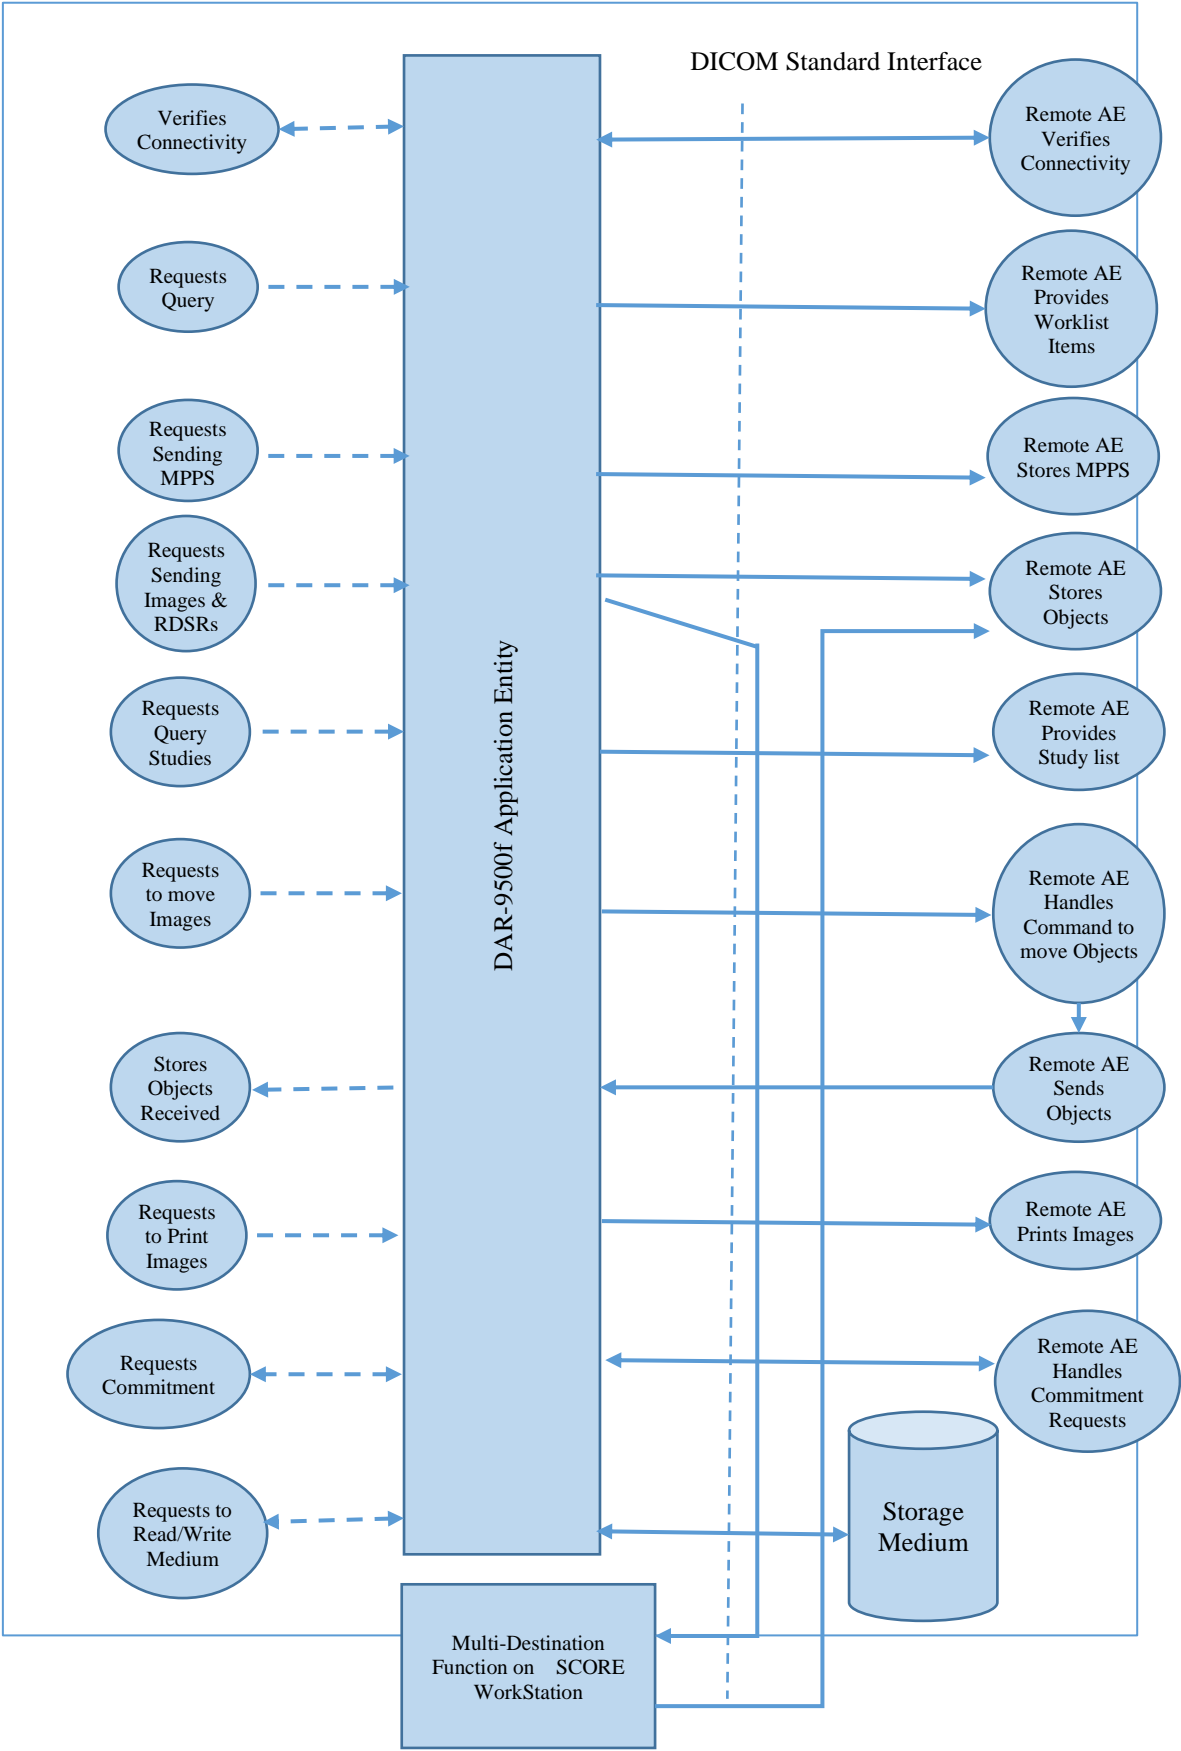 DICOM Standard Interface
Verifies
Connectivity
Remote AE
Verifies
Connectivity
Requests
Query
Remote AE
Provides
Worklist
Items
Requests
Sending
MPPS
Remote AE
Stores MPPS
Requests
Sending
Images &
RDSRs
Remote AE
Stores
Objects
DAR-9500f Application Entity
Requests
Query
Studies
Remote AE
Provides
Study list
Requests
to move
Images
Remote AE
Handles
Command to
move Objects
Stores
Objects
Received
Remote AE
Sends
Objects
Requests
to Print
Images
Remote AE
Prints Images
Requests
Commitment
Remote AE
Handles
Commitment
Requests
Requests to
Read/Write
Medium
Storage
Medium
Multi-Destination
Function on SCORE
WorkStation